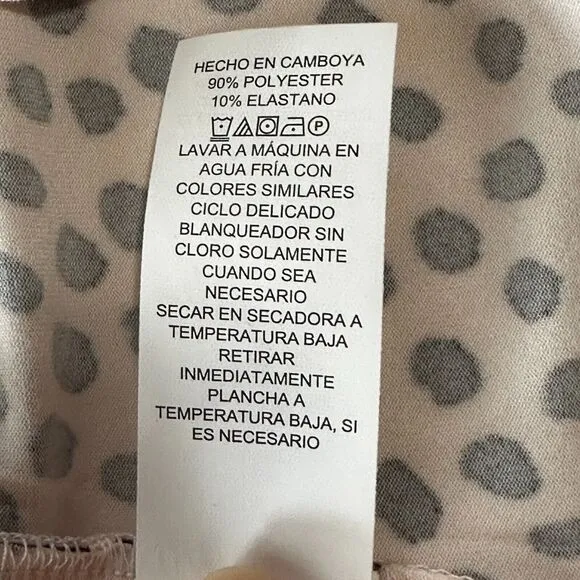 HECHO EN CAMBOYA
90% POLYESTER
10% ELASTANO
P
LAVAR A MÁQUINA EN
AGUA FRÍA CON
COLORES SIMILARES
CICLO DELICADO
BLANQUEADOR SIN
CLORO SOLAMENTE
CUANDO SEA
NECESARIO
SECAR EN SECADORA A
TEMPERATURA BAJA
RETIRAR
INMEDIATAMENTE
PLANCHA A
TEMPERATURA BAJA, SI
ES NECESARIO